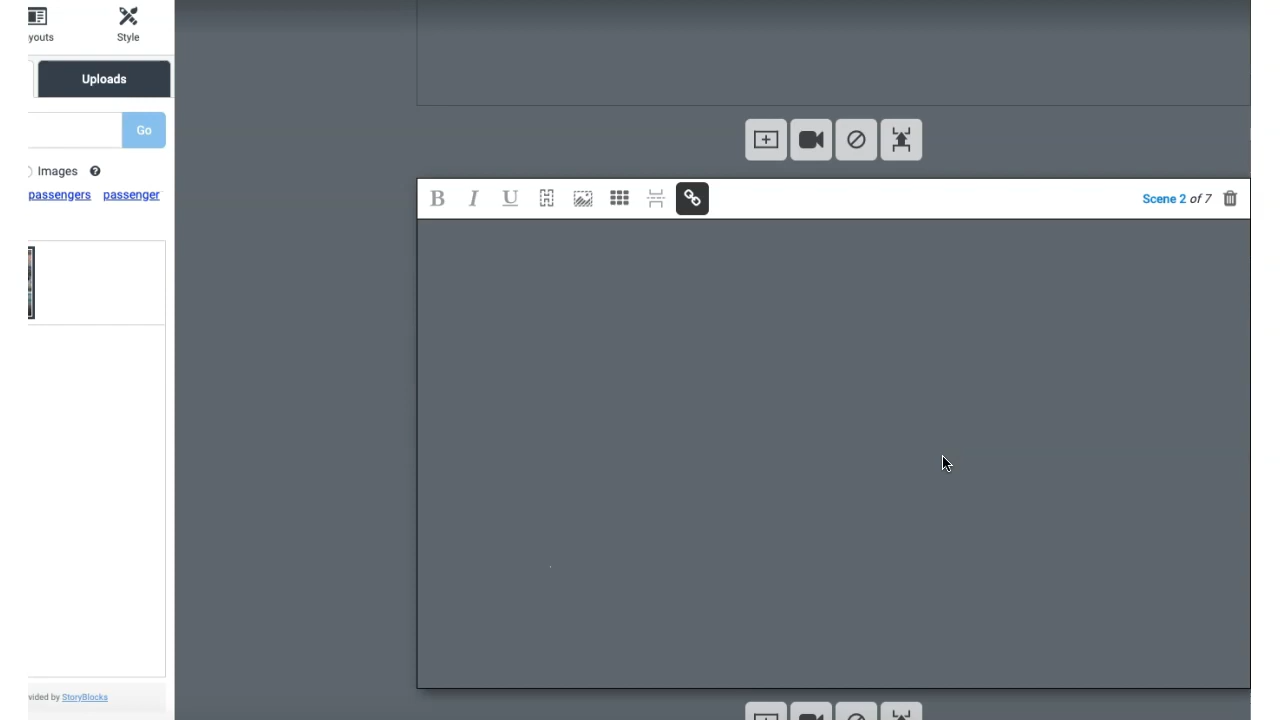 youts
Style
Uploads
Go
Images
passengers passenger
B I U
Scene 2 of 7
vided by StoryBlocks